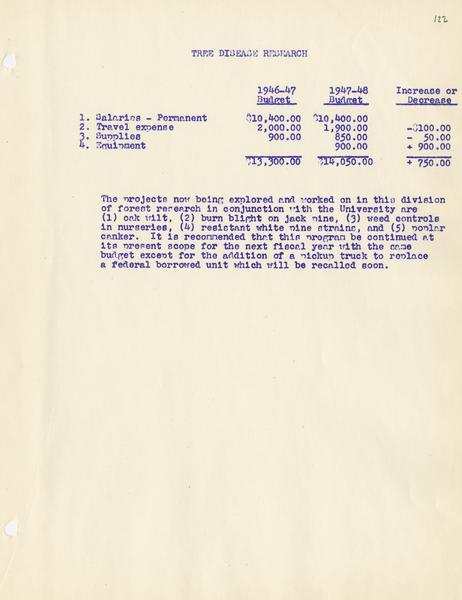 122
TREE DISEASE RESEARCH
1946-47 1947-48 Increase or
Budget Budget Decrease
1. Salaries - Permanent $10,400.00 $10,400.00
2. Travel expense 2,000.00 1,900.00 -$100.00
3. Supplies 900.00 850.00 - 50.00
4. Equipment 900.00 + 900.00
$13,300.00 $14,050.00 + 750.00
The projects now being explored and worked on in this division
of forest research in conjunction with the University are
(1) oak wilt, (2) burn blight on jack pine, (3) weed controls
in nurseries, (4) resistant white pine strains, and (5) poplar
canker. It is recommended that this program be continued at
its present scope for the next fiscal year with the same
budget except for the addition of a pickup truck to replace
a federal borrowed unit which will be recalled soon.